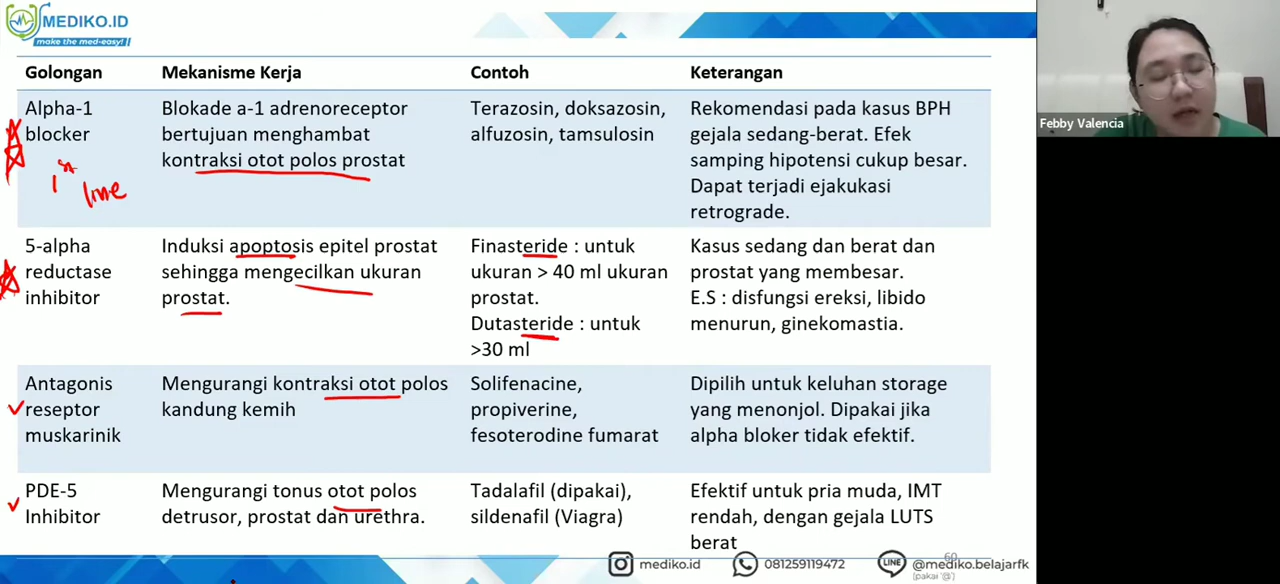 MEDIKO.ID
make the med-easy!
Golongan Mekanisme Kerja Contoh Keterangan
Alpha-1
blocker
1st
line
Blokade a-1 adrenoreceptor
bertujuan menghambat
kontraksi otot polos prostat
Terazosin, doksazosin,
alfuzosin, tamsulosin
Rekomendasi pada kasus BPH
gejala sedang-berat. Efek
samping hipotensi cukup besar.
Dapat terjadi ejakukasi
retrograde.
5-alpha
reductase
inhibitor
Induksi apoptosis epitel prostat
sehingga mengecilkan ukuran
prostat.
Finasteride : untuk
ukuran > 40 ml ukuran
prostat.
Dutasteride : untuk
>30 ml
Kasus sedang dan berat dan
prostat yang membesar.
E.S : disfungsi ereksi, libido
menurun, ginekomastia.
Antagonis
reseptor
muskarinik
Mengurangi kontraksi otot polos
kandung kemih
Solifenacine,
propiverine,
fesoterodine fumarat
Dipilih untuk keluhan storage
yang menonjol. Dipakai jika
alpha bloker tidak efektif.
PDE-5
Inhibitor
Mengurangi tonus otot polos
detrusor, prostat dan urethra.
Tadalafil (dipakai),
sildenafil (Viagra)
Efektif untuk pria muda, IMT
rendah, dengan gejala LUTS
berat
60
mediko.id 081259119472 LINE @mediko.belajarfk
(pakai '@')
Febby Valencia